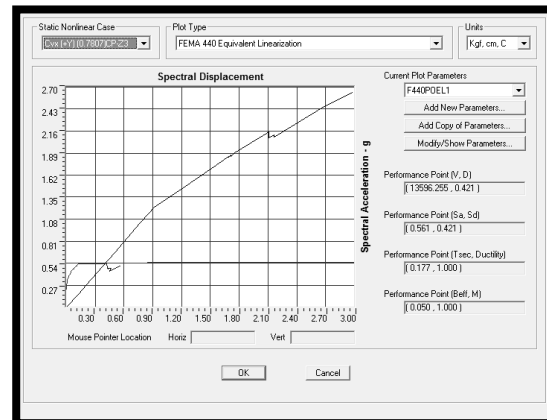 Static Nonlinear Case
Plot Type
Units
Cvx (+Y) (0.7807)CP-Z3
FEMA 440 Equivalent Linearization
Kgf, cm, C
Spectral Displacement
Current Plot Parameters
F440POEL1
Add New Parameters...
Add Copy of Parameters...
Modify/Show Parameters...
2.70
2.43
2.16
1.89
1.62
1.35
1.08
0.81
0.54
0.27
Spectral Acceleration - g
Performance Point (V, D)
( 13596.255 , 0.421 )
Performance Point (Sa, Sd)
( 0.561 , 0.421 )
Performance Point (Tsec, Ductility)
( 0.177 , 1.000 )
Performance Point (Beff, M)
( 0.050 , 1.000 )
0.30 0.60 0.90 1.20 1.50 1.80 2.10 2.40 2.70 3.00
Mouse Pointer Location Horiz Vert
OK Cancel